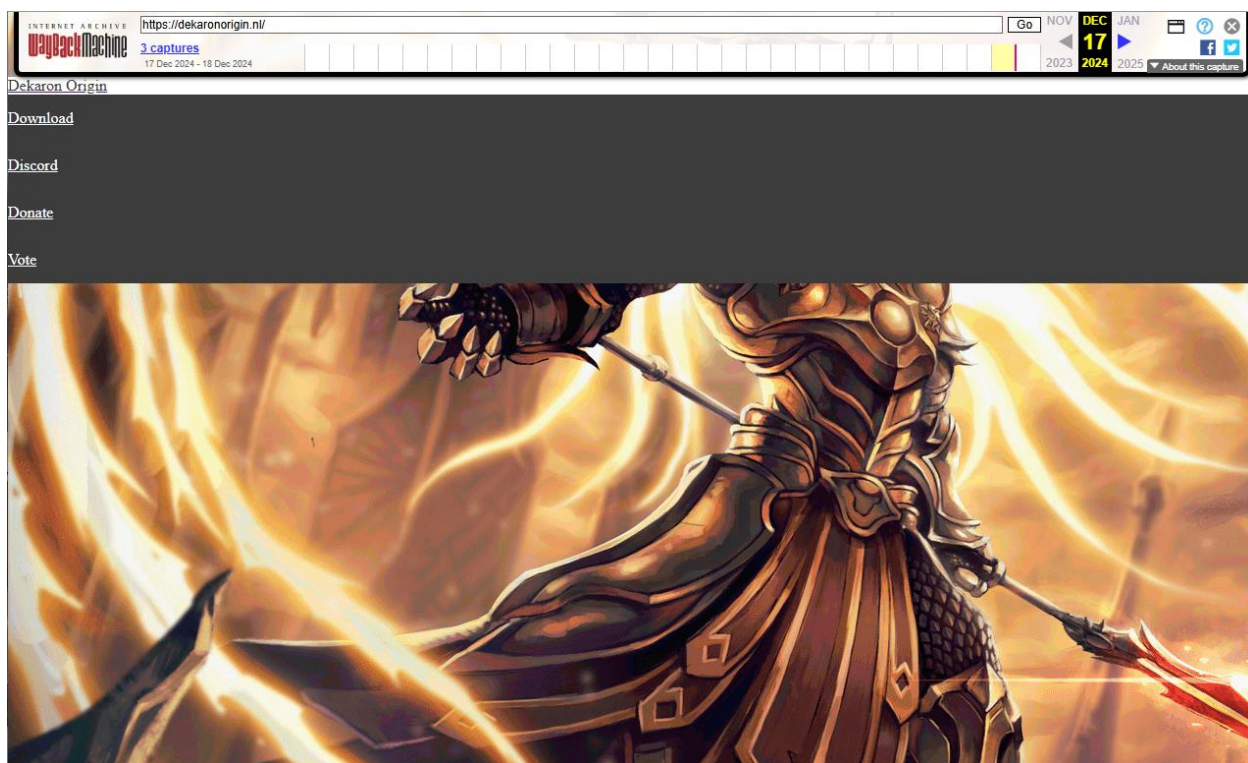 INTERNET ARCHIVE
WayBackMachine
https://dekaronorigin.nl/
Go
3 captures
17 Dec 2024 - 18 Dec 2024
NOV DEC JAN
17
2023 2024 2025
About this capture
Dekaron Origin
Download
Discord
Donate
Vote